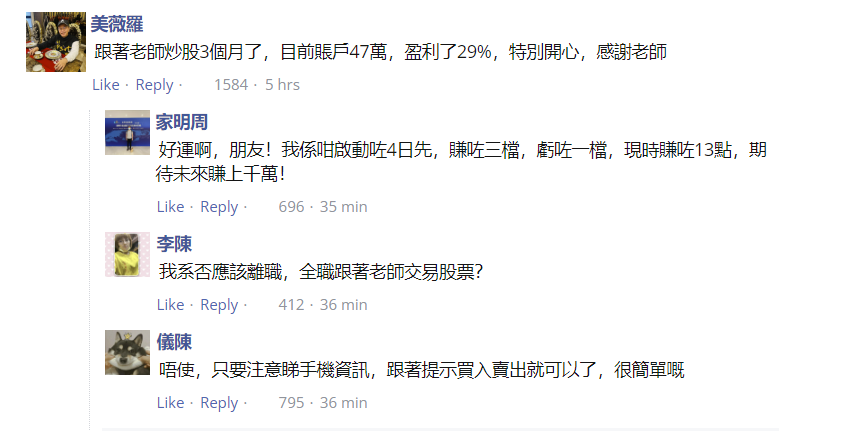 美薇羅
跟著老師炒股3個月了，目前賬戶47萬，盈利了29%，特別開心，感謝老師
Like · Reply · 1584 · 5 hrs
家明周
好運啊，朋友！我係咁啟動咗4日先，賺咗三檔，虧咗一檔，現時賺咗13點，期
待未來賺上千萬！
Like · Reply · 696 · 35 min
李陳
我系否應該離職，全職跟著老師交易股票？
Like · Reply · 412 · 36 min
儀陳
唔使，只要注意睇手機資訊，跟著提示買入賣出就可以了，很簡單嘅
Like · Reply · 795 · 36 min